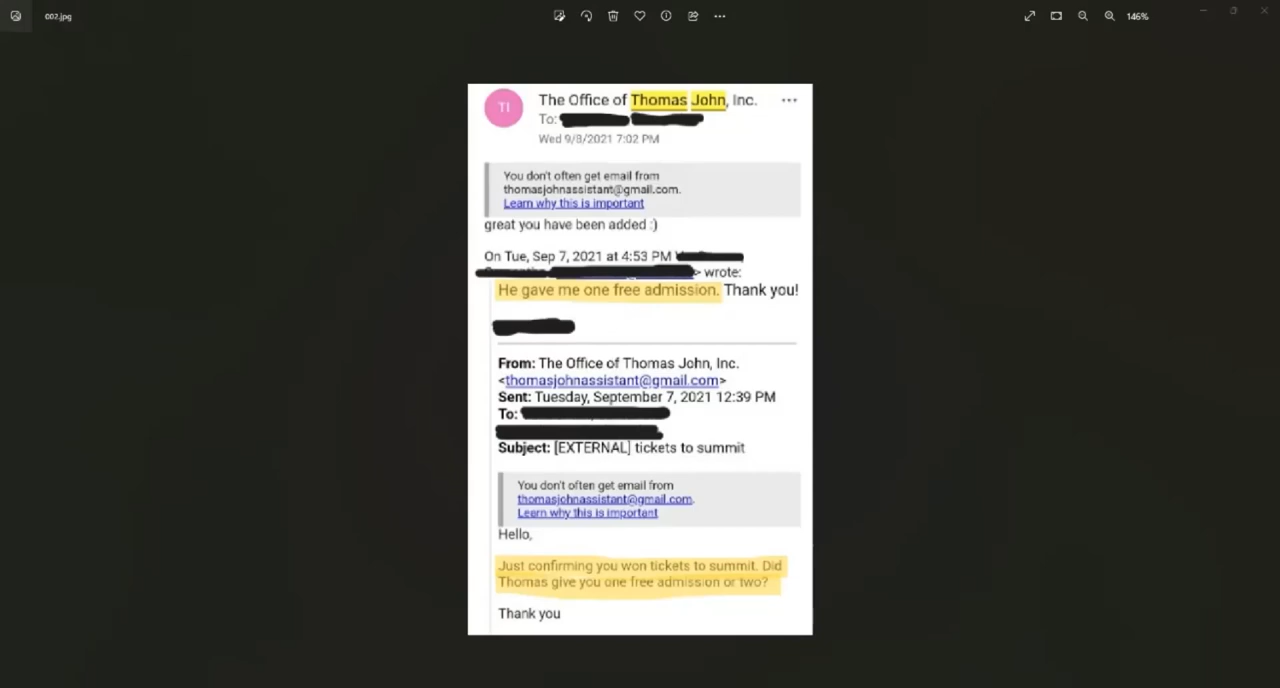 002.jpg
146%
TI
The Office of Thomas John, Inc.
To:
Wed 9/8/2021 7:02 PM
You don't often get email from
thomasjohnassistant@gmail.com.
Learn why this is important
great you have been added :)
On Tue, Sep 7, 2021 at 4:53 PM
> wrote:
He gave me one free admission. Thank you!
From: The Office of Thomas John, Inc.
<thomasjohnassistant@gmail.com>
Sent: Tuesday, September 7, 2021 12:39 PM
To:
Subject: [EXTERNAL] tickets to summit
You don't often get email from
thomasjohnassistant@gmail.com.
Learn why this is important
Hello,
Just confirming you won tickets to summit. Did
Thomas give you one free admission or two?
Thank you